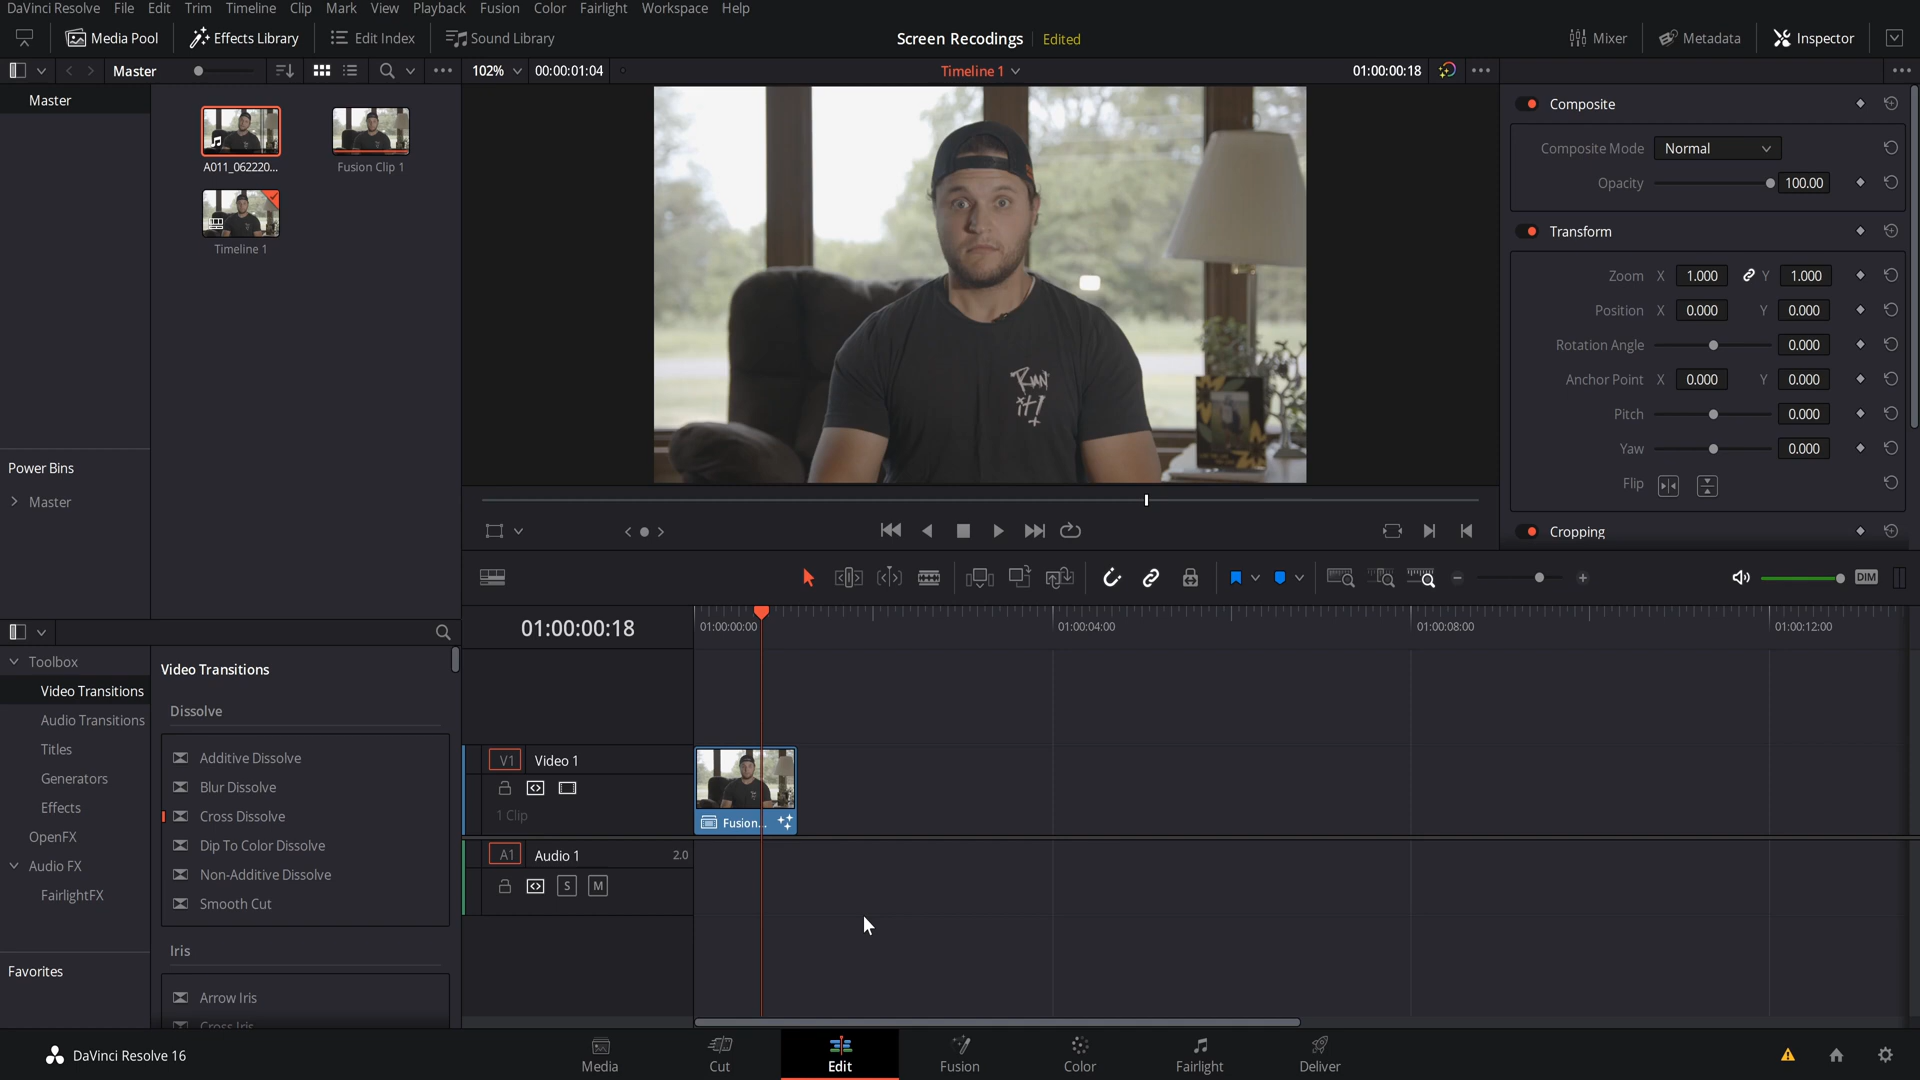 DaVinci Resolve File Edit Trim Timeline Clip Mark View Playback Fusion Color Fairlight Workspace Help
Media Pool Effects Library Edit Index Sound Library Screen Recodings Edited Mixer Metadata Inspector
Master 102% 00:00:01:04 Timeline 1 01:00:00:18
Master
A011_062220...
Fusion Clip 1
Timeline 1
Power Bins
Master
Run
it!
Composite
Composite Mode Normal
Opacity 100.00
Transform
Zoom X 1.000 Y 1.000
Position X 0.000 Y 0.000
Rotation Angle 0.000
Anchor Point X 0.000 Y 0.000
Pitch 0.000
Yaw 0.000
Flip
Cropping
DIM
Toolbox
Video Transitions
Audio Transitions
Titles
Generators
Effects
OpenFX
Audio FX
FairlightFX
Favorites
Video Transitions
Dissolve
Additive Dissolve
Blur Dissolve
Cross Dissolve
Dip To Color Dissolve
Non-Additive Dissolve
Smooth Cut
Iris
Arrow Iris
Cross Iris
01:00:00:18 01:00:00:00 01:00:04:00 01:00:08:00 01:00:12:00
V1 Video 1
1 Clip
Fusion...
A1 Audio 1 2.0
S M
DaVinci Resolve 16 Media Cut Edit Fusion Color Fairlight Deliver